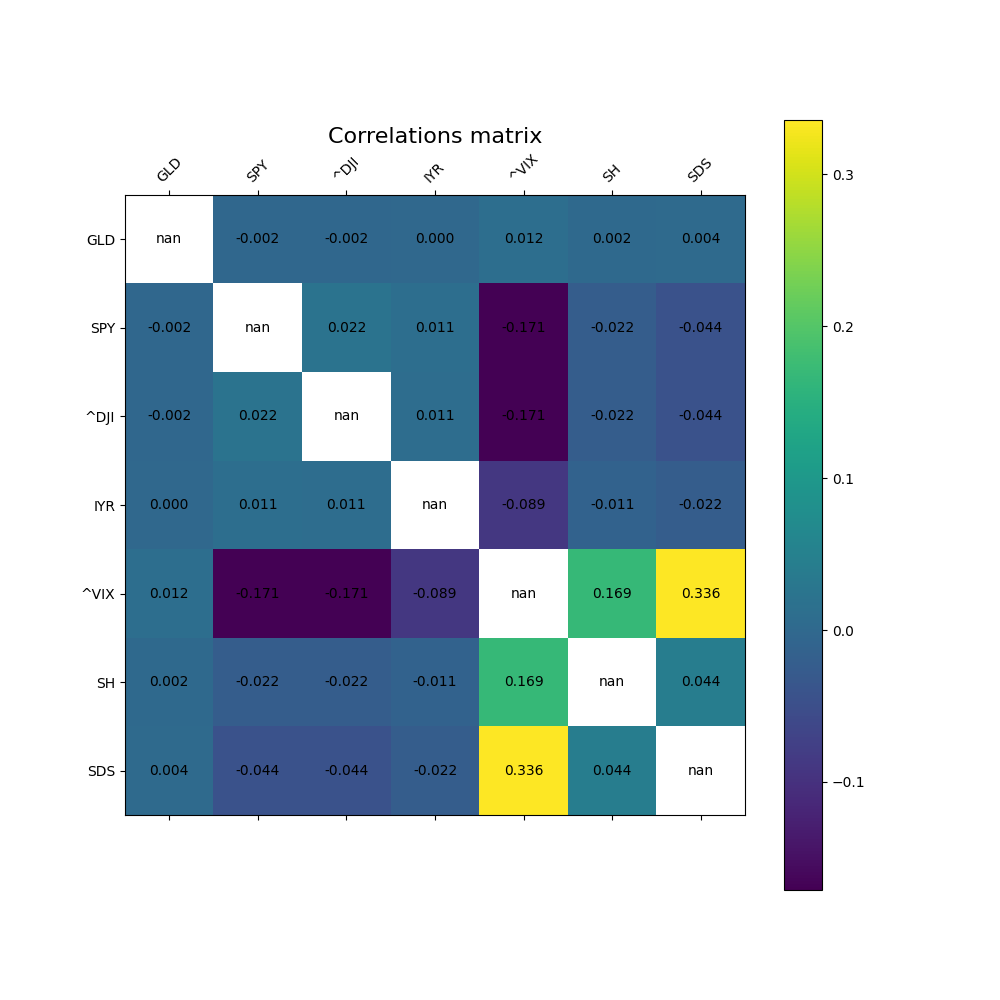 Correlations matrix
GLD SPY ^DJI IYR ^VIX SH SDS
GLD nan -0.002 -0.002 0.000 0.012 0.002 0.004
SPY -0.002 nan 0.022 0.011 -0.171 -0.022 -0.044
^DJI -0.002 0.022 nan 0.011 -0.171 -0.022 -0.044
IYR 0.000 0.011 0.011 nan -0.089 -0.011 -0.022
^VIX 0.012 -0.171 -0.171 -0.089 nan 0.169 0.336
SH 0.002 -0.022 -0.022 -0.011 0.169 nan 0.044
SDS 0.004 -0.044 -0.044 -0.022 0.336 0.044 nan
0.3
0.2
0.1
0.0
−0.1